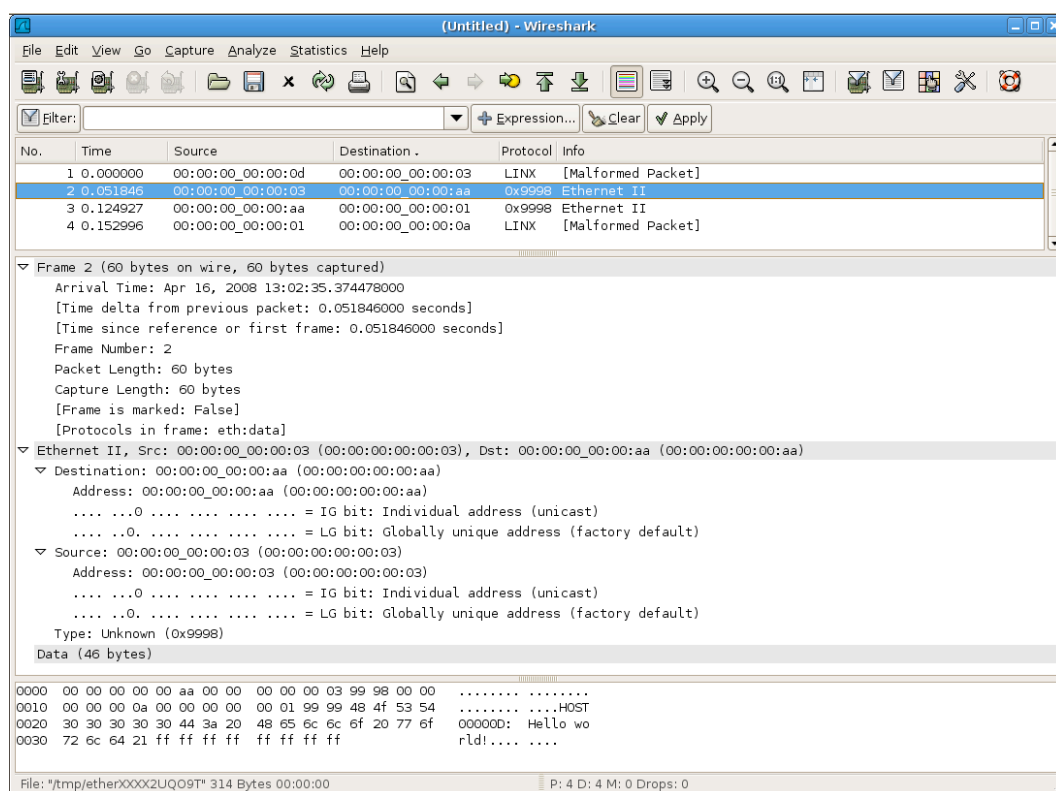 (Untitled) - Wireshark
File Edit View Go Capture Analyze Statistics Help
Filter: Expression... Clear Apply
No. Time Source Destination . Protocol Info
1 0.000000 00:00:00_00:00:0d 00:00:00_00:00:03 LINX [Malformed Packet]
2 0.051846 00:00:00_00:00:03 00:00:00_00:00:aa 0x9998 Ethernet II
3 0.124927 00:00:00_00:00:aa 00:00:00_00:00:01 0x9998 Ethernet II
4 0.152996 00:00:00_00:00:01 00:00:00_00:00:0a LINX [Malformed Packet]
Frame 2 (60 bytes on wire, 60 bytes captured)
Arrival Time: Apr 16, 2008 13:02:35.374478000
[Time delta from previous packet: 0.051846000 seconds]
[Time since reference or first frame: 0.051846000 seconds]
Frame Number: 2
Packet Length: 60 bytes
Capture Length: 60 bytes
[Frame is marked: False]
[Protocols in frame: eth:data]
Ethernet II, Src: 00:00:00_00:00:03 (00:00:00:00:00:03), Dst: 00:00:00_00:00:aa (00:00:00:00:00:aa)
Destination: 00:00:00_00:00:aa (00:00:00:00:00:aa)
Address: 00:00:00_00:00:aa (00:00:00:00:00:aa)
.... ...0 .... .... .... .... = IG bit: Individual address (unicast)
.... ..0. .... .... .... .... = LG bit: Globally unique address (factory default)
Source: 00:00:00_00:00:03 (00:00:00:00:00:03)
Address: 00:00:00_00:00:03 (00:00:00:00:00:03)
.... ...0 .... .... .... .... = IG bit: Individual address (unicast)
.... ..0. .... .... .... .... = LG bit: Globally unique address (factory default)
Type: Unknown (0x9998)
Data (46 bytes)
0000 00 00 00 00 00 aa 00 00 00 00 00 03 99 98 00 00 ........ ........
0010 00 00 00 0a 00 00 00 00 00 01 99 99 48 4f 53 54 ........ ....HOST
0020 30 30 30 30 30 44 3a 20 48 65 6c 6c 6f 20 77 6f 00000D: Hello wo
0030 72 6c 64 21 ff ff ff ff ff ff ff ff rld!.... ....
File: "/tmp/etherXXXX2UQO9T" 314 Bytes 00:00:00 P: 4 D: 4 M: 0 Drops: 0